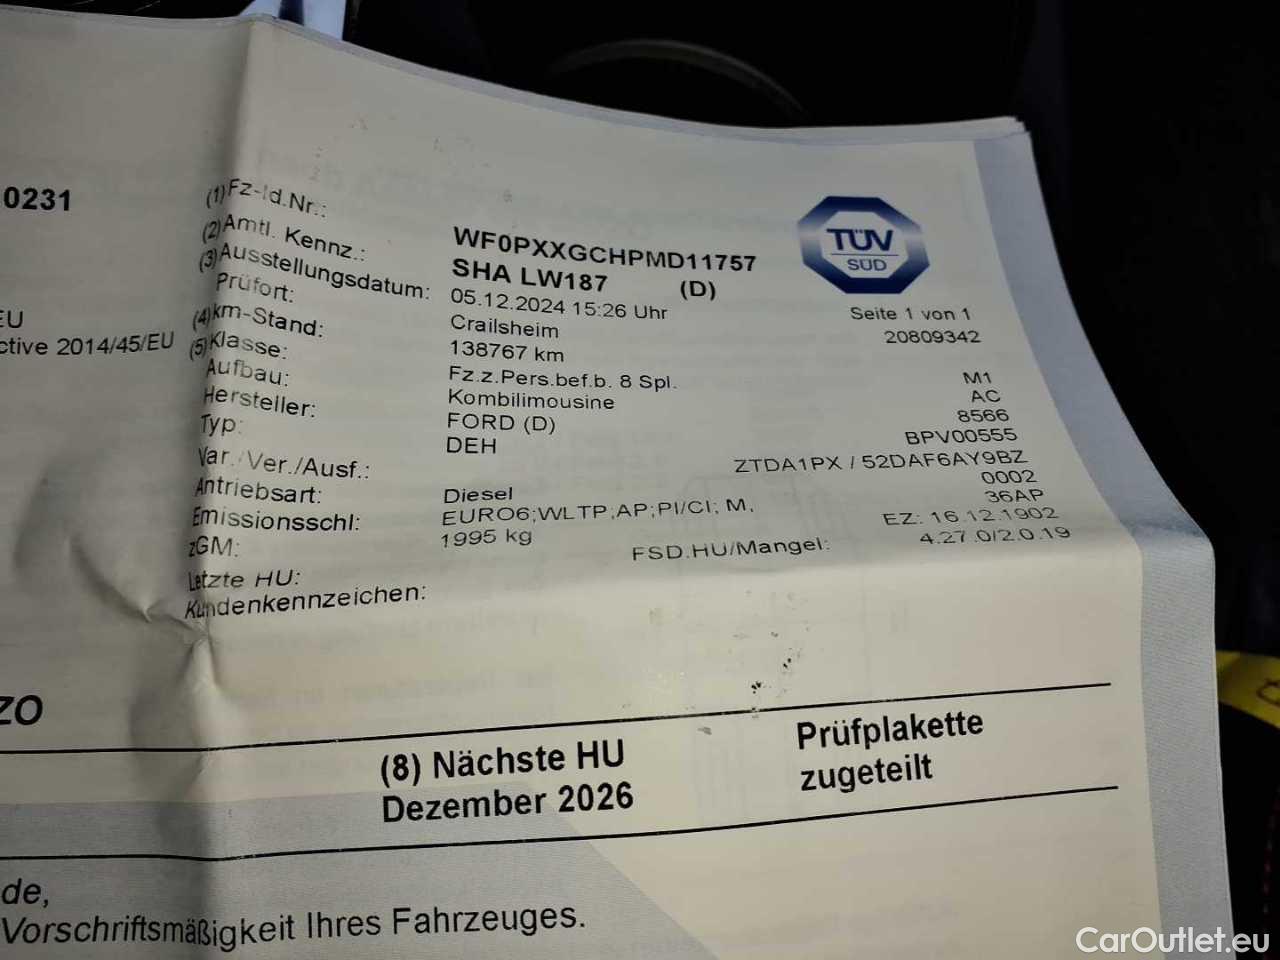 0231
(1) Fz-Id.Nr.: WF0PXXGCHPMD11757
(2) Amtl. Kennz.: SHA LW187 (D)
(3) Ausstellungsdatum: 05.12.2024 15:26 Uhr
Prüfort: Crailsheim
(4) km-Stand: 138767 km
(5) Klasse: Fz.z.Pers.bef.b. 8 Spl. M1
Aufbau: Kombilimousine AC
Hersteller: FORD (D) 8566
Typ: DEH BPV00555
Var./Ver./Ausf.: ZTDA1PX / 52DAF6AY9BZ
Antriebsart: Diesel 0002
Emissionsschl: EURO6;WLTP,AP;PI/CI; M, 36AP
zGM: 1995 kg EZ: 16.12.1902
Letzte HU: FSD.HU/Mangel: 4.27.0/2.0.19
Kundenkennzeichen:
TÜV
SÜD
Seite 1 von 1
20809342
EU
ctive 2014/45/EU
ZO
(8) Nächste HU
Dezember 2026
Prüfplakette
zugeteilt
de,
Vorschriftsmäßigkeit Ihres Fahrzeuges.
CarOutlet.eu